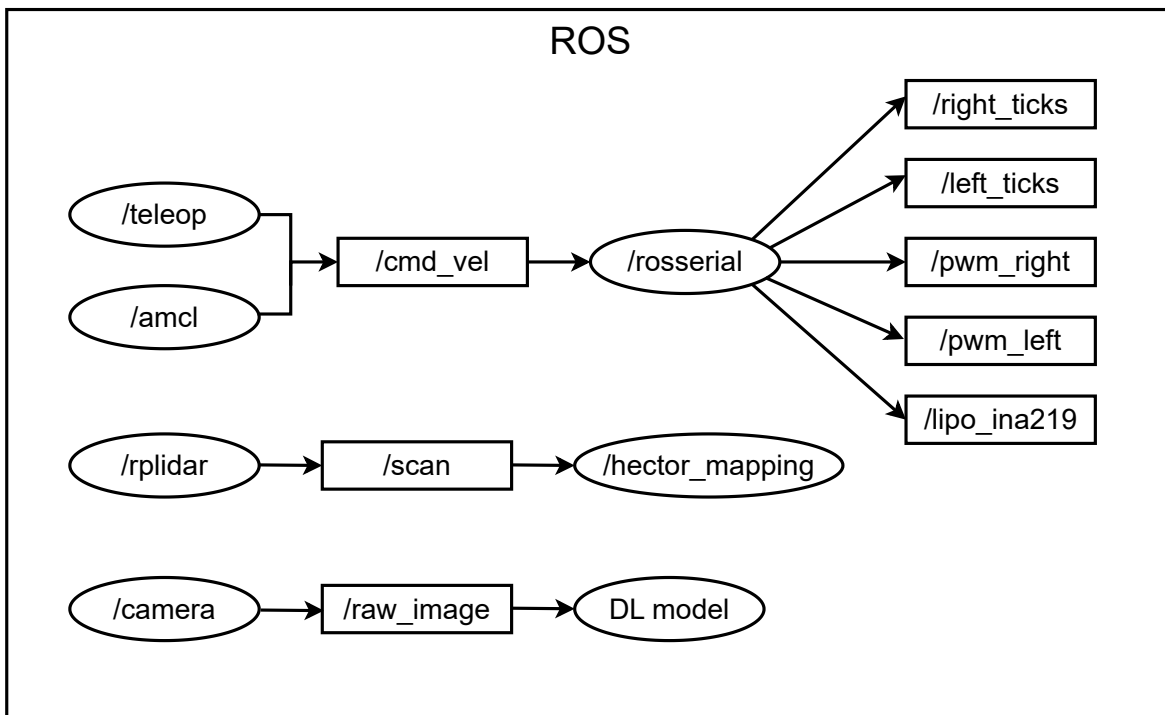 ROS
/teleop
/amcl
/cmd_vel
/rosserial
/right_ticks
/left_ticks
/pwm_right
/pwm_left
/lipo_ina219
/rplidar
/scan
/hector_mapping
/camera
/raw_image
DL model